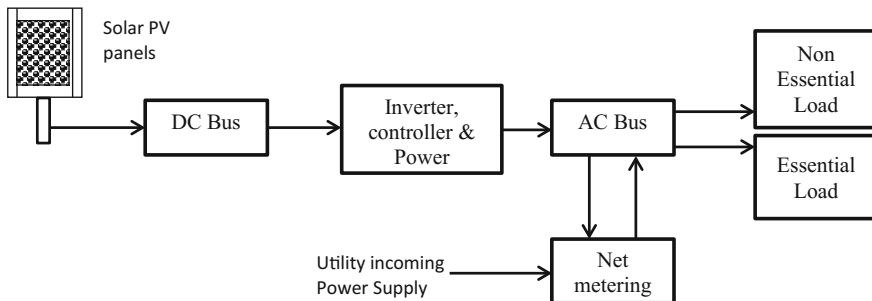 Solar PV
panels
DC Bus
Inverter,
controller &
Power
AC Bus
Non
Essential
Load
Essential
Load
Utility incoming
Power Supply
Net
metering